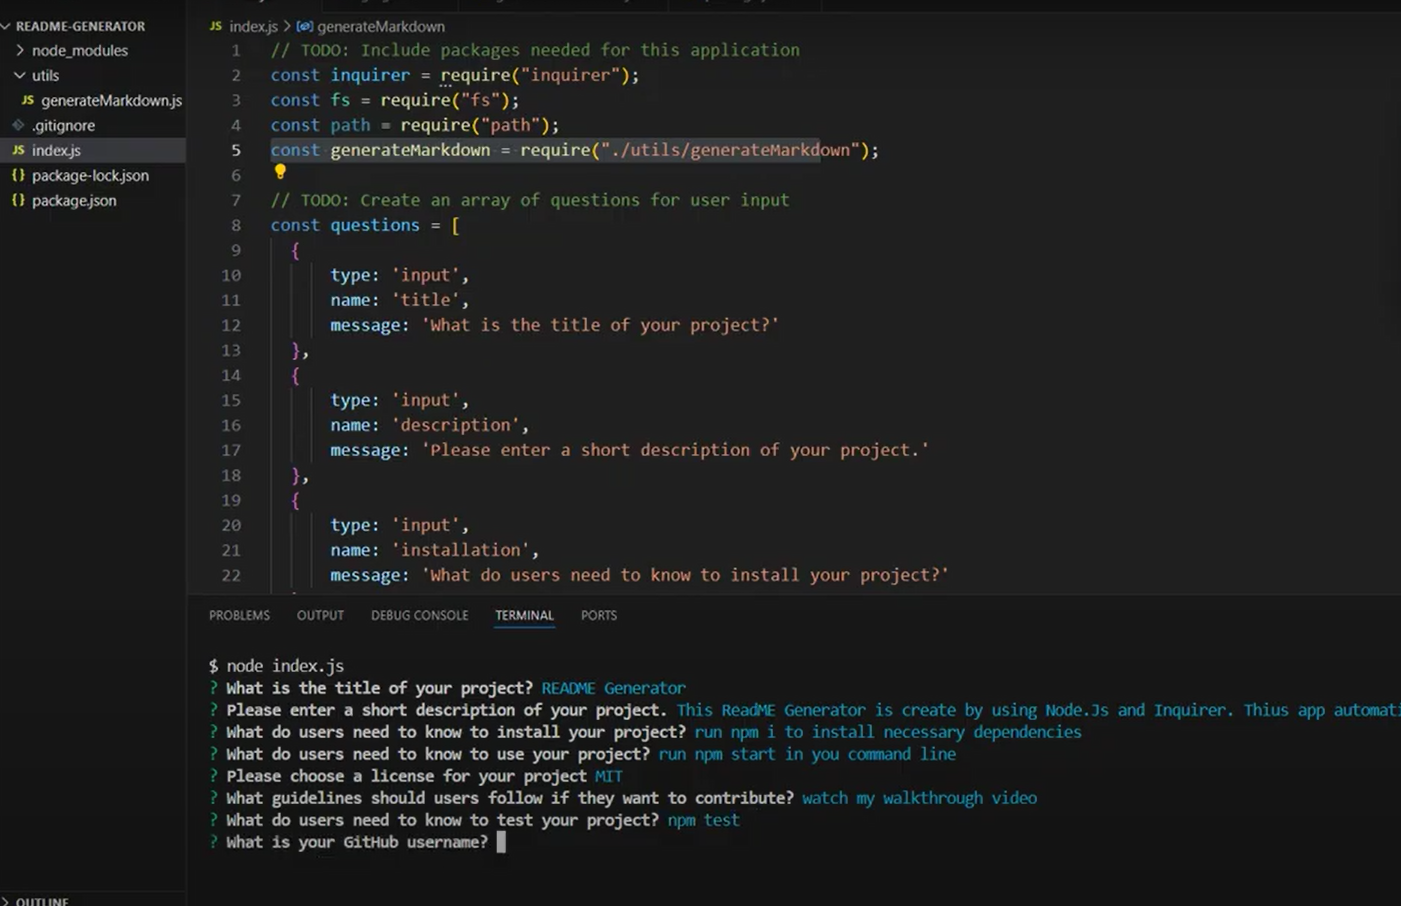 README-GENERATOR
node_modules
utils
JS generateMarkdown.js
.gitignore
JS index.js
{} package-lock.json
{} package.json
OUTLINE
JS index.js > generateMarkdown
1 // TODO: Include packages needed for this application
2 const inquirer = require("inquirer");
3 const fs = require("fs");
4 const path = require("path");
5 const generateMarkdown = require("./utils/generateMarkdown");
6
7 // TODO: Create an array of questions for user input
8 const questions = [
9 {
10 type: 'input',
11 name: 'title',
12 message: 'What is the title of your project?'
13 },
14 {
15 type: 'input',
16 name: 'description',
17 message: 'Please enter a short description of your project.'
18 },
19 {
20 type: 'input',
21 name: 'installation',
22 message: 'What do users need to know to install your project?'
PROBLEMS OUTPUT DEBUG CONSOLE TERMINAL PORTS
$ node index.js
? What is the title of your project? README Generator
? Please enter a short description of your project. This ReadME Generator is create by using Node.Js and Inquirer. Thius app automati
? What do users need to know to install your project? run npm i to install necessary dependencies
? What do users need to know to use your project? run npm start in you command line
? Please choose a license for your project MIT
? What guidelines should users follow if they want to contribute? watch my walkthrough video
? What do users need to know to test your project? npm test
? What is your GitHub username?